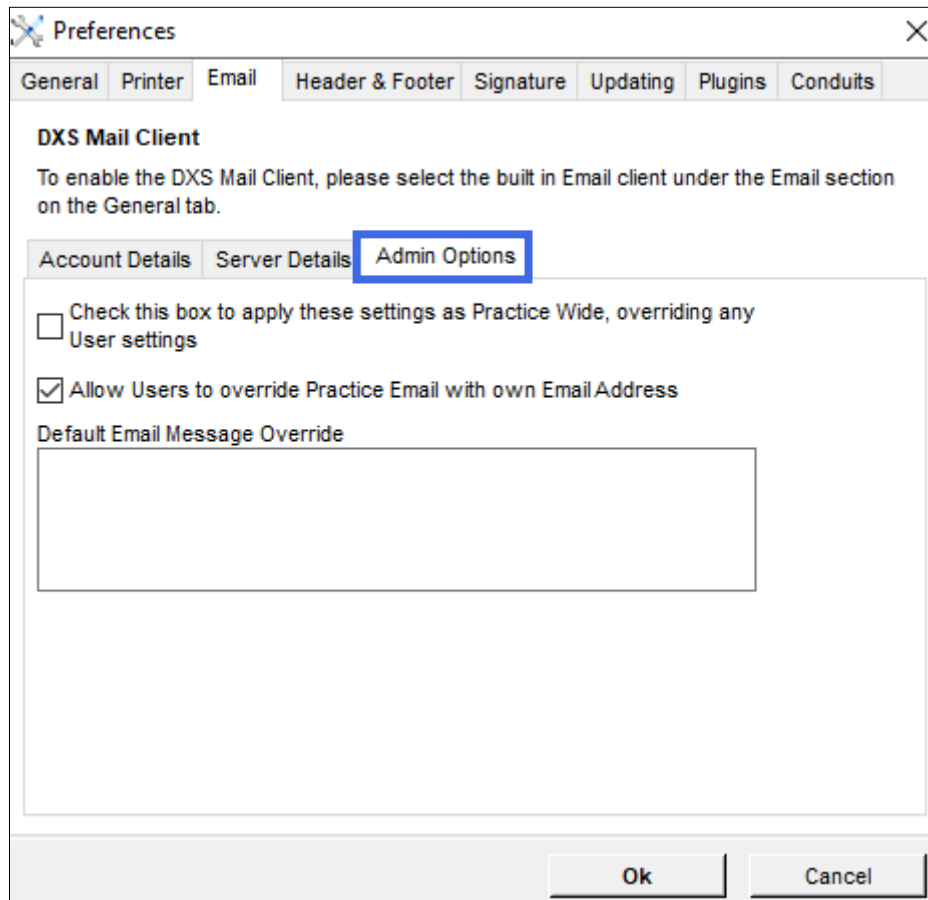 Preferences
General Printer Email Header & Footer Signature Updating Plugins Conduits
DXS Mail Client
To enable the DXS Mail Client, please select the built in Email client under the Email section
on the General tab.
Account Details Server Details Admin Options
Check this box to apply these settings as Practice Wide, overriding any
User settings
Allow Users to override Practice Email with own Email Address
Default Email Message Override
Ok Cancel